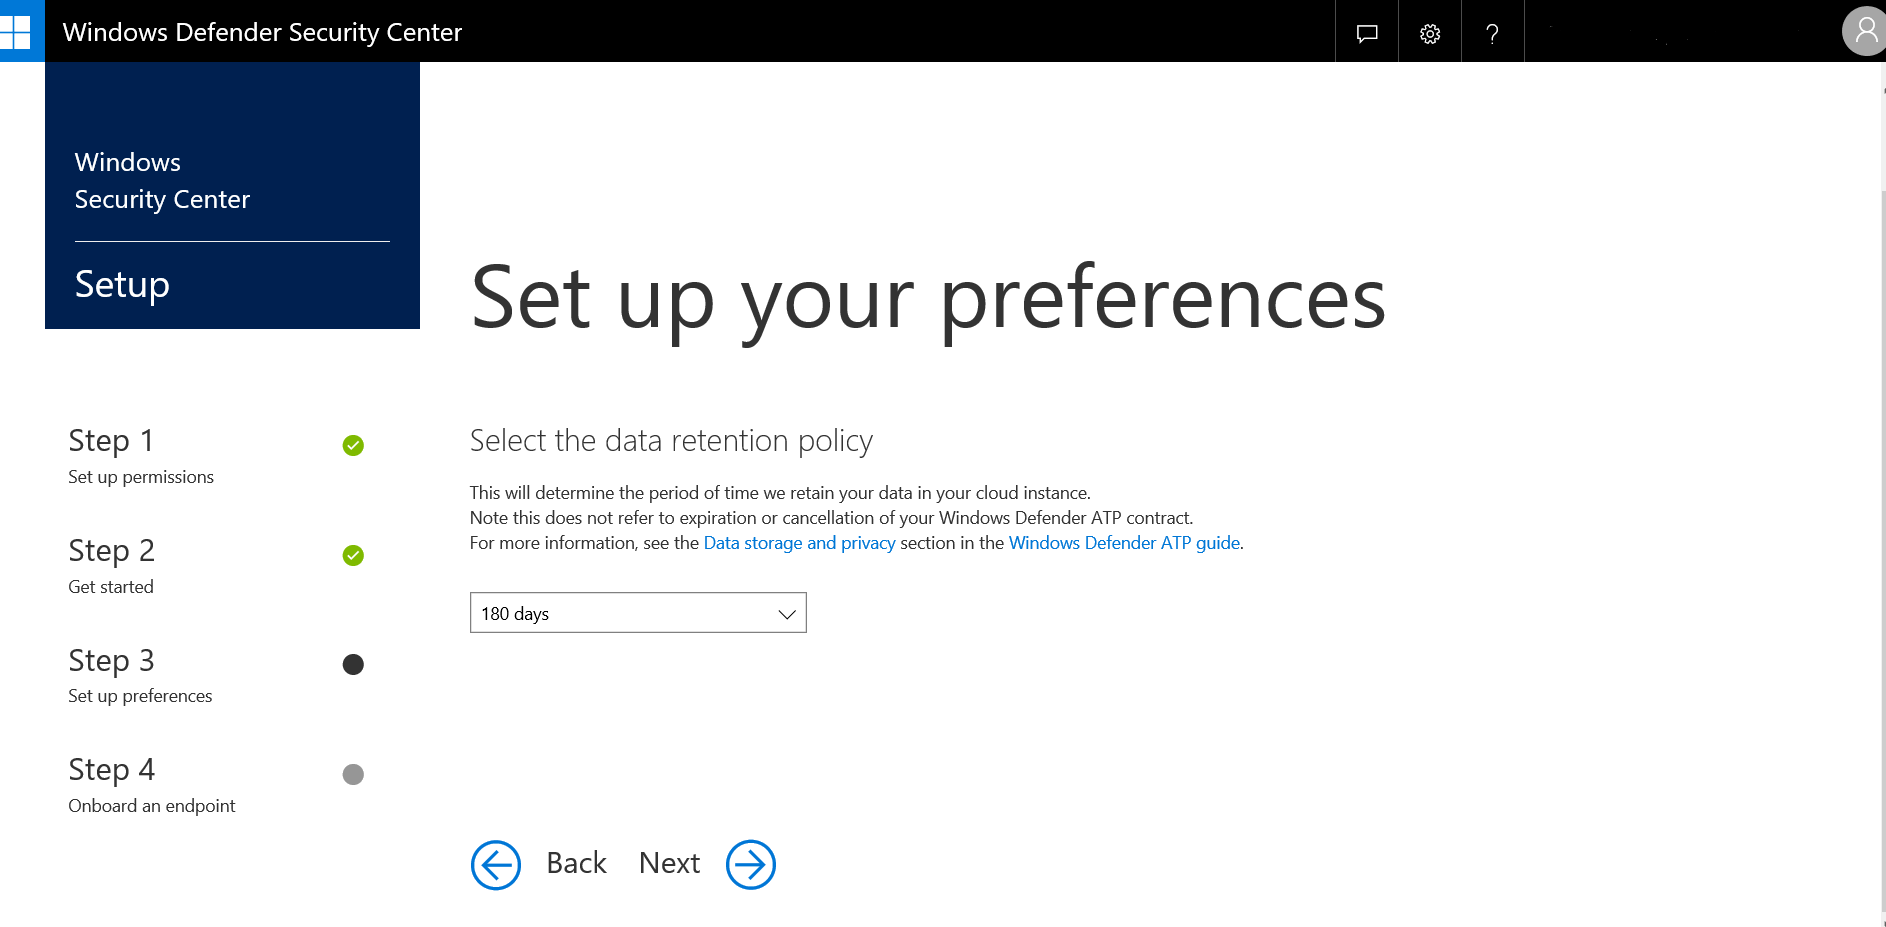 Windows Defender Security Center
?
Windows
Security Center
Setup
Set up your preferences
Step 1
Set up permissions
Step 2
Get started
Step 3
Set up preferences
Step 4
Onboard an endpoint
Select the data retention policy
This will determine the period of time we retain your data in your cloud instance.
Note this does not refer to expiration or cancellation of your Windows Defender ATP contract.
For more information, see the Data storage and privacy section in the Windows Defender ATP guide.
180 days
Back Next